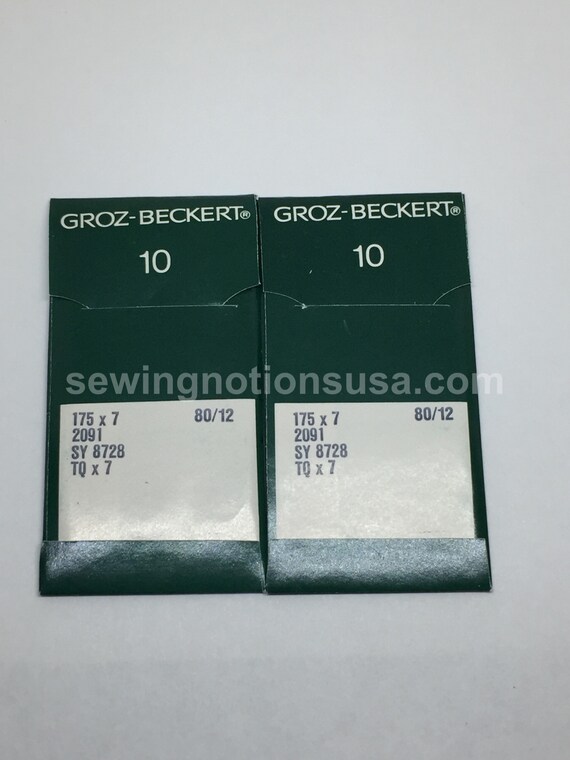 GROZ-BECKERT®
10
175 x 7 80/12
2091
SY 8728
TQ x 7
GROZ-BECKERT®
10
175 x 7 80/12
2091
SY 8728
TQ x 7
sewingnotionsusa.com